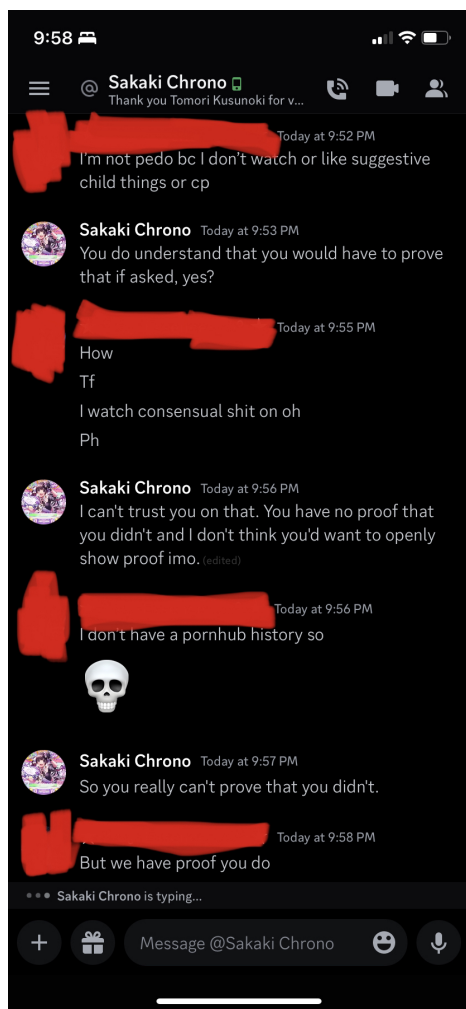 9:58
@ Sakaki Chrono
Thank you Tomori Kusunoki for v...
Today at 9:52 PM
I'm not pedo bc I don't watch or like suggestive
child things or cp
Sakaki Chrono Today at 9:53 PM
You do understand that you would have to prove
that if asked, yes?
Today at 9:55 PM
How
Tf
I watch consensual shit on oh
Ph
Sakaki Chrono Today at 9:56 PM
I can't trust you on that. You have no proof that
you didn't and I don't think you'd want to openly
show proof imo. (edited)
Today at 9:56 PM
I don't have a pornhub history so
Sakaki Chrono Today at 9:57 PM
So you really can't prove that you didn't.
Today at 9:58 PM
But we have proof you do
Sakaki Chrono is typing...
Message @Sakaki Chrono